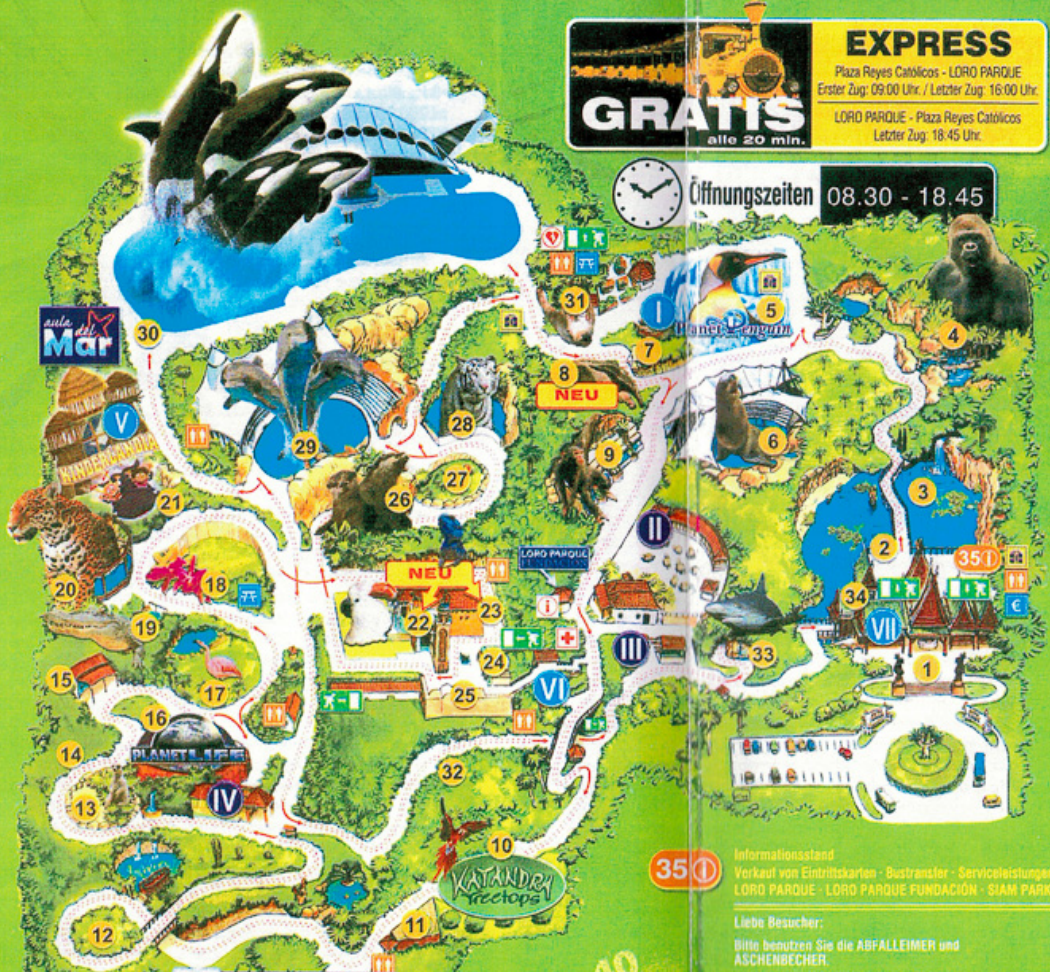 EXPRESS
Plaza Reyes Católicos - LORO PARQUE
Erster Zug: 09:00 Uhr. / Letzter Zug: 16:00 Uhr.
LORO PARQUE - Plaza Reyes Católicos
Letzter Zug: 18:45 Uhr.
GRATIS
alle 20 min.
Öffnungszeiten 08.30 - 18.45
aula del
Mar
30
31
I
5
Planet Penguin
7
4
8
NEU
V
KINDERLANDIA
29
28
9
6
26
27
21
3
II
2
35 i
LORO PARQUE
FUNDACIÓN
20
18
NEU
34
€
19
22
23
i
VII
III
33
15
17
24
1
25
VI
16
PLANET LIFE
14
32
13
IV
10
KATANDRA
Treetops
11
12
35 i
Informationsstand
Verkauf von Eintrittskarten · Bustransfer · Serviceleistungen
LORO PARQUE · LORO PARQUE FUNDACIÓN · SIAM PARK
Liebe Besucher:
Bitte benutzen Sie die ABFALLEIMER und
ASCHENBECHER.